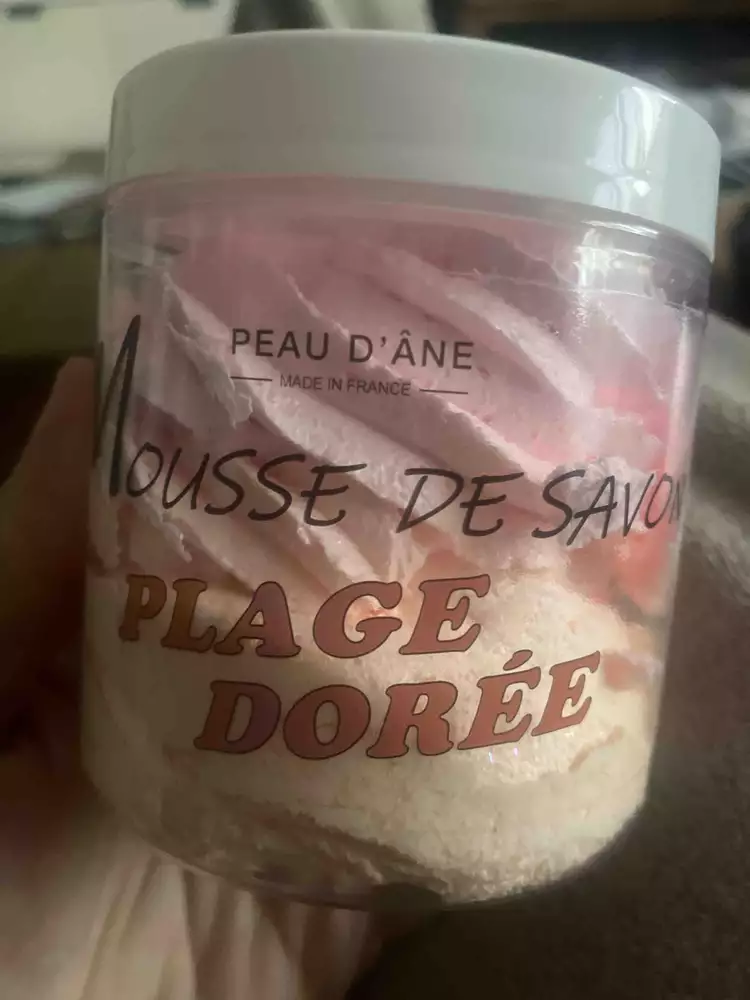 PEAU D'ÂNE
MADE IN FRANCE
MOUSSE DE SAVON
PLAGE
DORÉE